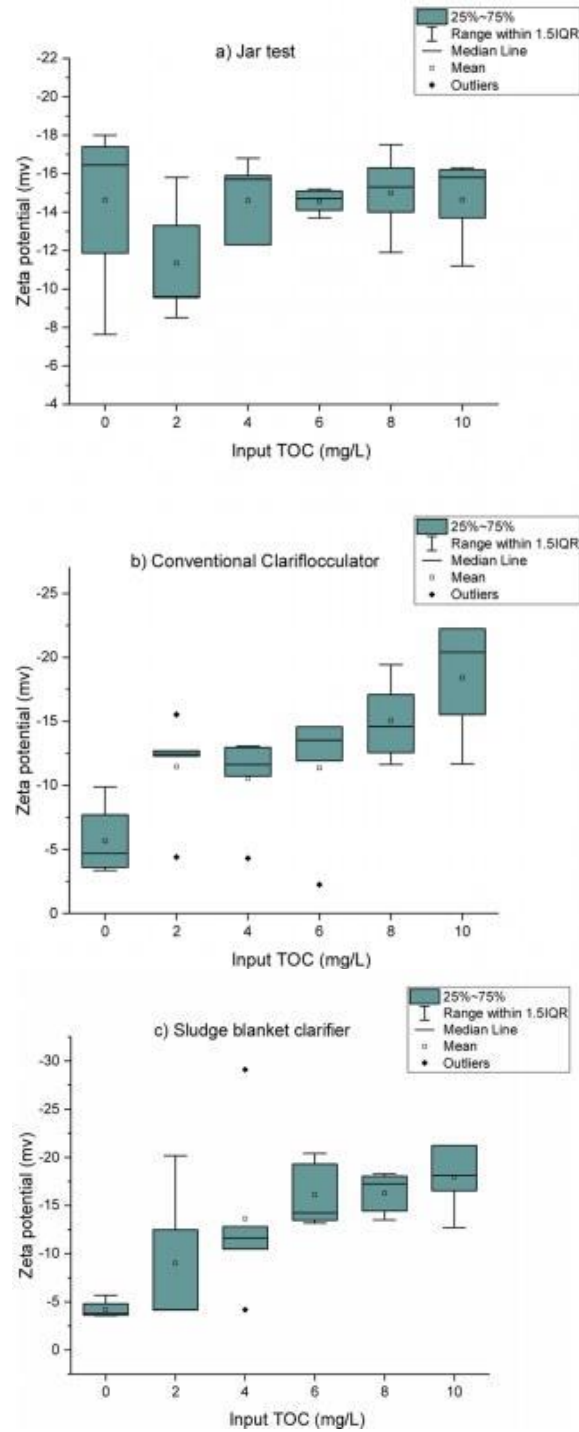 a) Jar test
25%~75%
Range within 1.5IQR
Median Line
Mean
Outliers
Zeta potential (mv)
-22
-20
-18
-16
-14
-12
-10
-8
-6
-4
0 2 4 6 8 10
Input TOC (mg/L)
b) Conventional Clariflocculator
25%~75%
Range within 1.5IQR
Median Line
Mean
Outliers
Zeta potential (mv)
-25
-20
-15
-10
-5
0
0 2 4 6 8 10
Input TOC (mg/L)
c) Sludge blanket clarifier
25%~75%
Range within 1.5IQR
Median Line
Mean
Outliers
Zeta potential (mv)
-30
-25
-20
-15
-10
-5
0
0 2 4 6 8 10
Input TOC (mg/L)